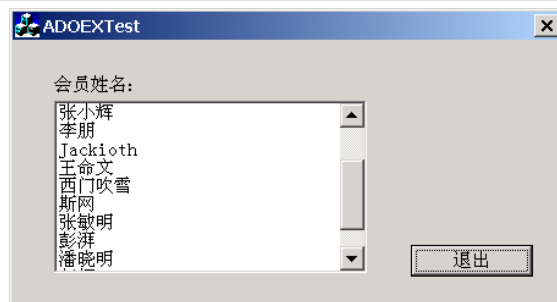 ADOEXTest
会员姓名：
张小辉
李朋
Jackioth
王命文
西门吹雪
斯网
张敏明
彭湃
潘晓明
退出